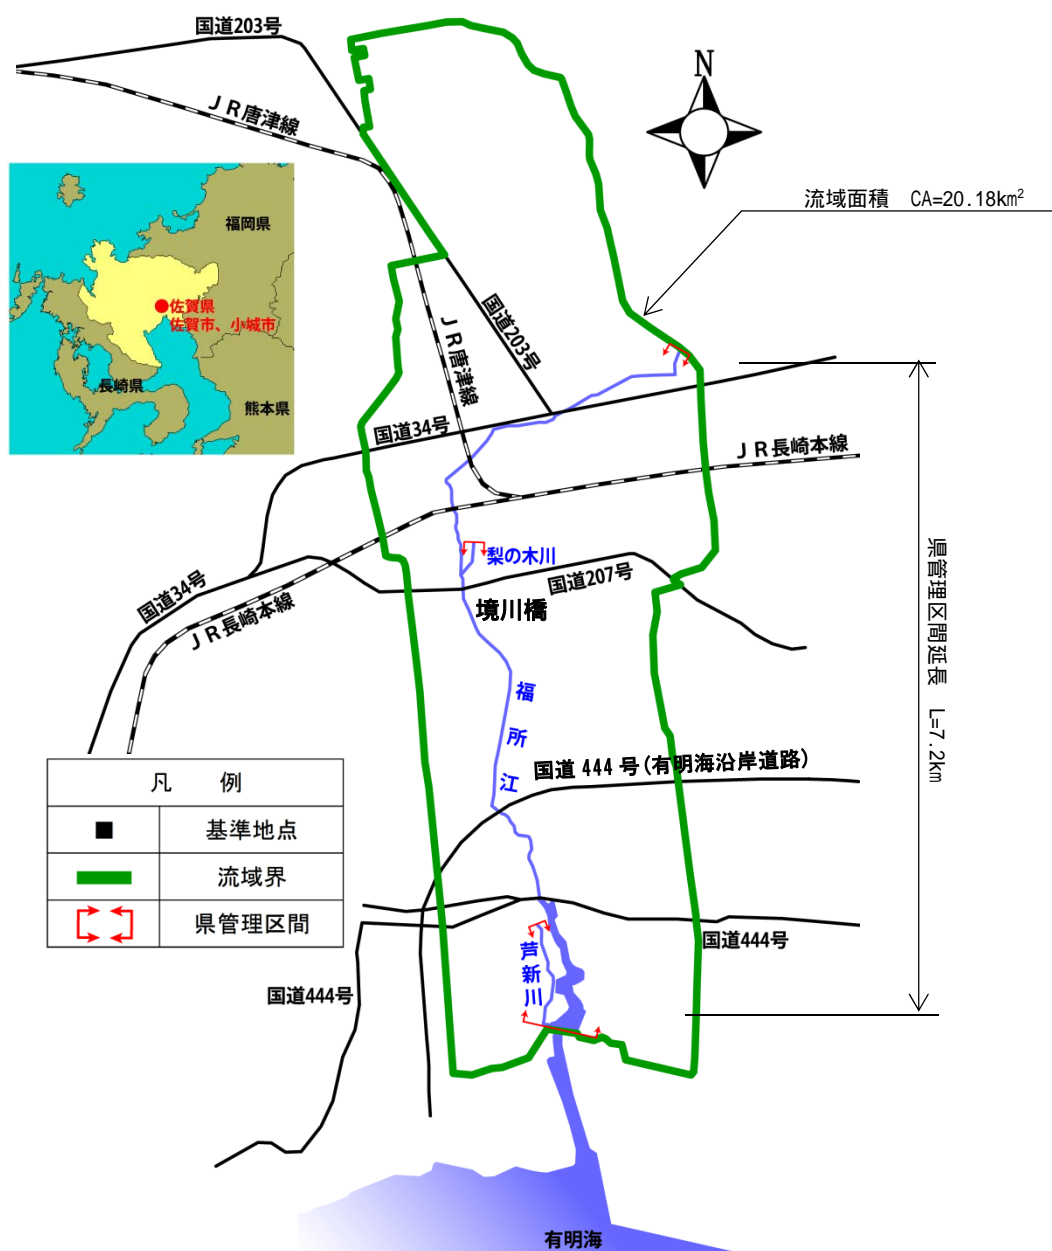 国道203号
JR唐津線
N
流域面積 CA=20.18km²
福岡県
佐賀県
佐賀市、小城市
長崎県
熊本県
国道203号
JR唐津線
国道34号
JR長崎本線
梨の木川
国道207号
国道34号
境川橋
JR長崎本線
県管理区間延長 L=7.2km
福所江
国道444号(有明海沿岸道路)
凡 例
基準地点
流域界
県管理区間
国道444号
芦新川
国道444号
有明海